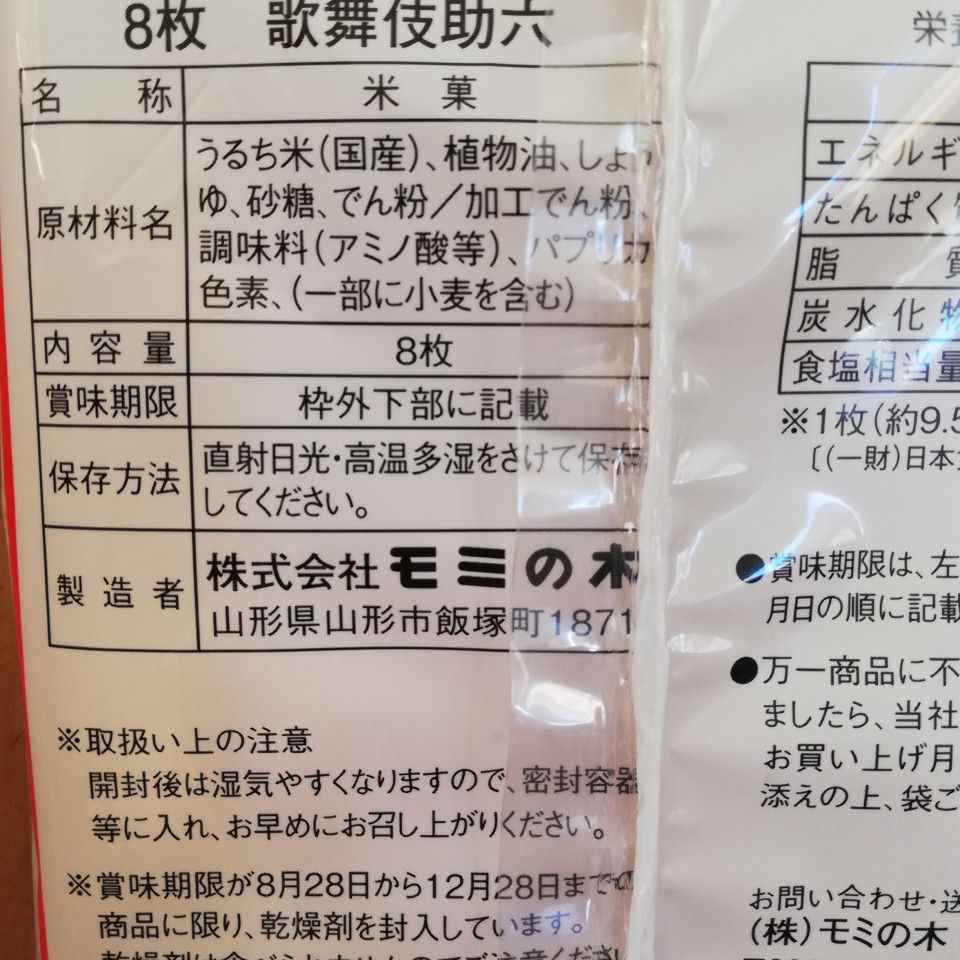 8枚 歌舞伎助六
名称 米菓
原材料名
うるち米(国産)、植物油、しょう
ゆ、砂糖、でん粉/加工でん粉、
調味料(アミノ酸等)、パプリカ
色素、(一部に小麦を含む)
内容量 8枚
賞味期限 枠外下部に記載
保存方法
直射日光・高温多湿をさけて保存
してください。
製造者
株式会社モミの木
山形県山形市飯塚町1871
※取扱い上の注意
開封後は湿気やすくなりますので、密封容器
等に入れ、お早めにお召し上がりください。
※賞味期限が8月28日から12月28日までの
商品に限り、乾燥剤を封入しています。
栄養
エネルギ
たんぱく質
脂 質
炭水化物
食塩相当量
※1枚(約9.5
〔(一財)日本
●賞味期限は、左
月日の順に記載
●万一商品に不
ましたら、当社
お買い上げ月
添えの上、袋ご
お問い合わせ・送
(株)モミの木